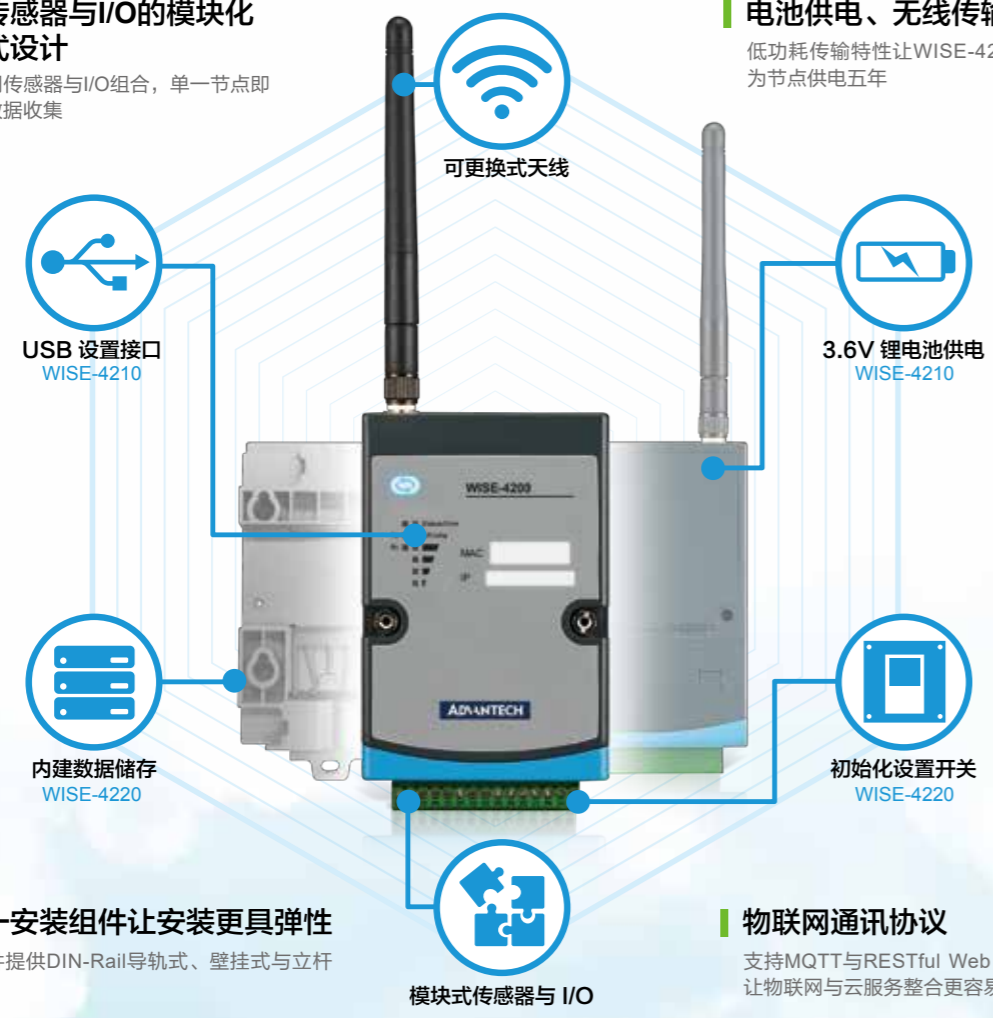 传感器与I/O的模块化
式设计
传感器与I/O组合，单一节点即
据收集
电池供电、无线传输
低功耗传输特性让WISE-42
为节点供电五年
可更换式天线
USB 设置接口
WISE-4210
3.6V 锂电池供电
WISE-4210
WISE-4200
MAC
IP
ADVANTECH
内建数据储存
WISE-4220
初始化设置开关
WISE-4220
一安装组件让安装更具弹性
件提供DIN-Rail导轨式、壁挂式与立杆
物联网通讯协议
支持MQTT与RESTful Web
让物联网与云服务整合更容易
模块式传感器与 I/O